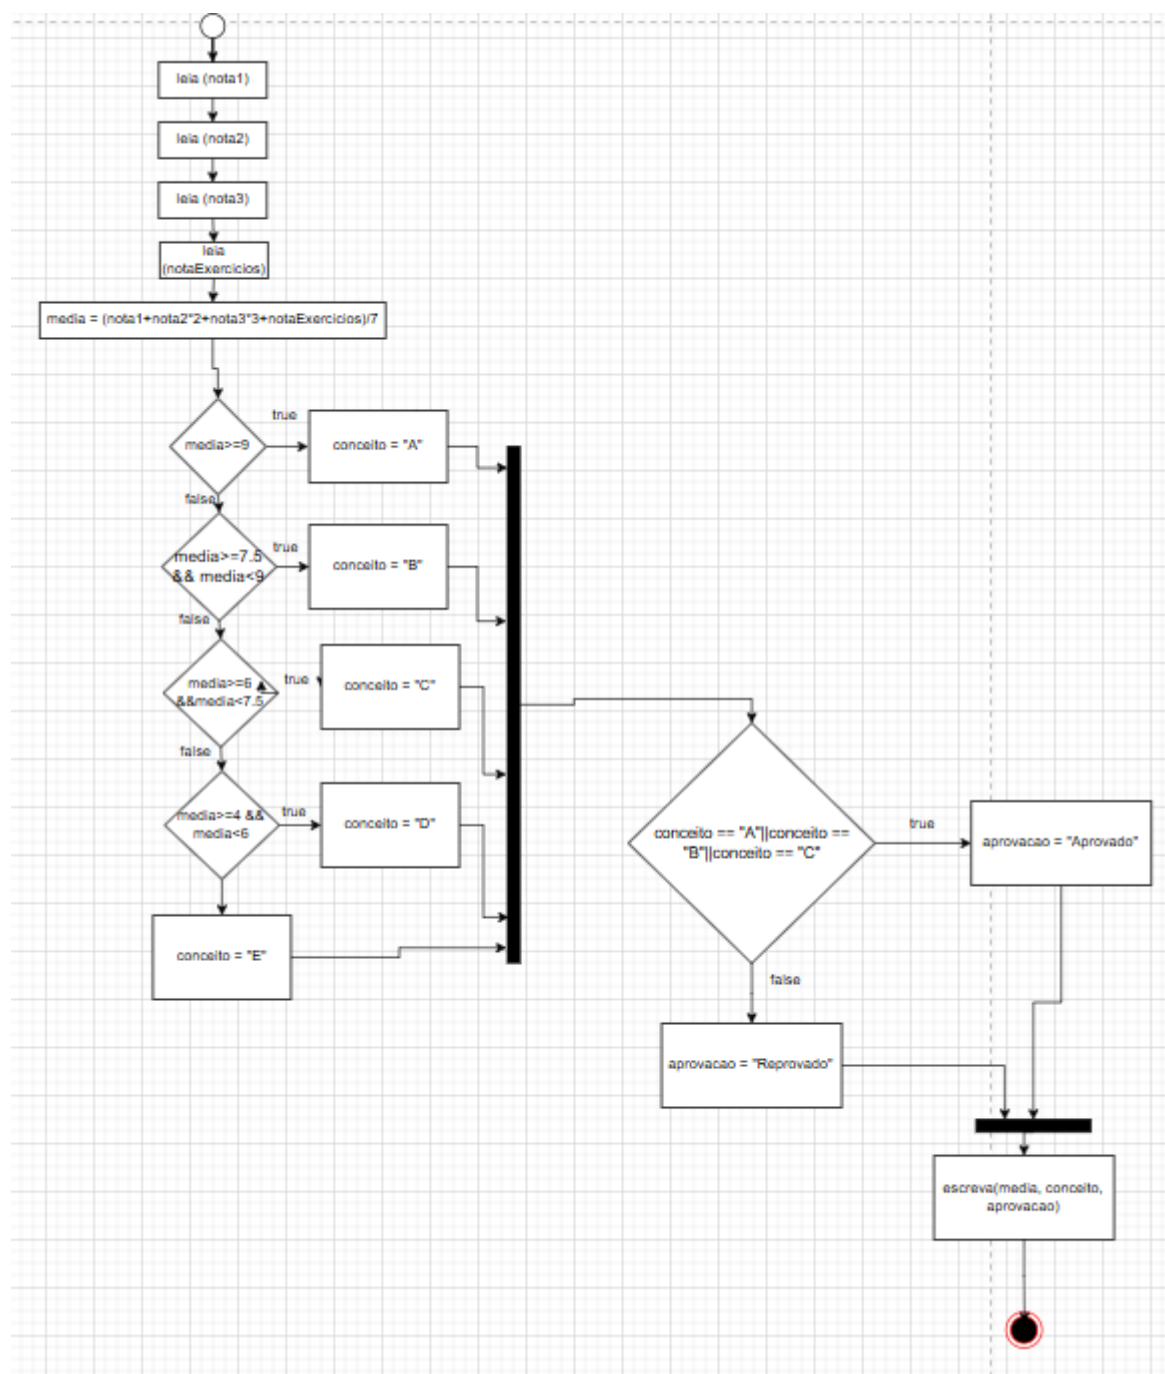 leia (nota1)
leia (nota2)
leia (nota3)
leia
(notaExercicios)
media = (nota1+nota2*2+nota3*3+notaExercicios)/7
media>=9
true
conceito = "A"
false
media>=7.5
&& media<9
true
conceito = "B"
false
media>=6
&&media<7.5
true
conceito = "C"
false
media>=4 &&
media<6
true
conceito = "D"
conceito = "E"
conceito == "A"||conceito ==
"B"||conceito == "C"
true
aprovacao = "Aprovado"
false
aprovacao = "Reprovado"
escreva(media, conceito,
aprovacao)